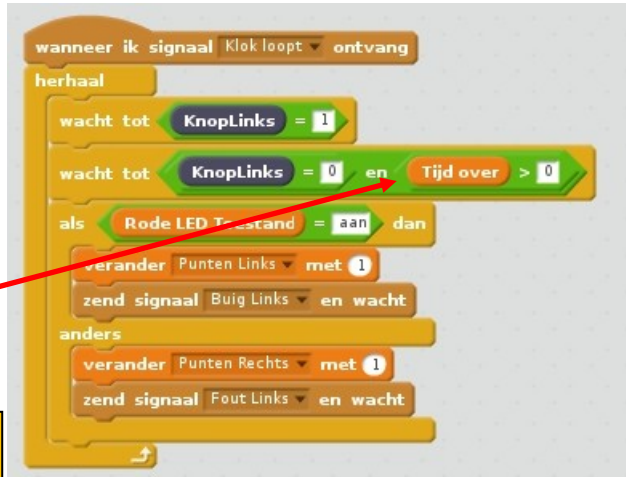 wanneer ik signaal Klok loopt ontvang
herhaal
wacht tot KnopLinks = 1
wacht tot KnopLinks = 0 en Tijd over > 0
als Rode LED Toestand = aan dan
verander Punten Links met 1
zend signaal Buig Links en wacht
anders
verander Punten Rechts met 1
zend signaal Fout Links en wacht